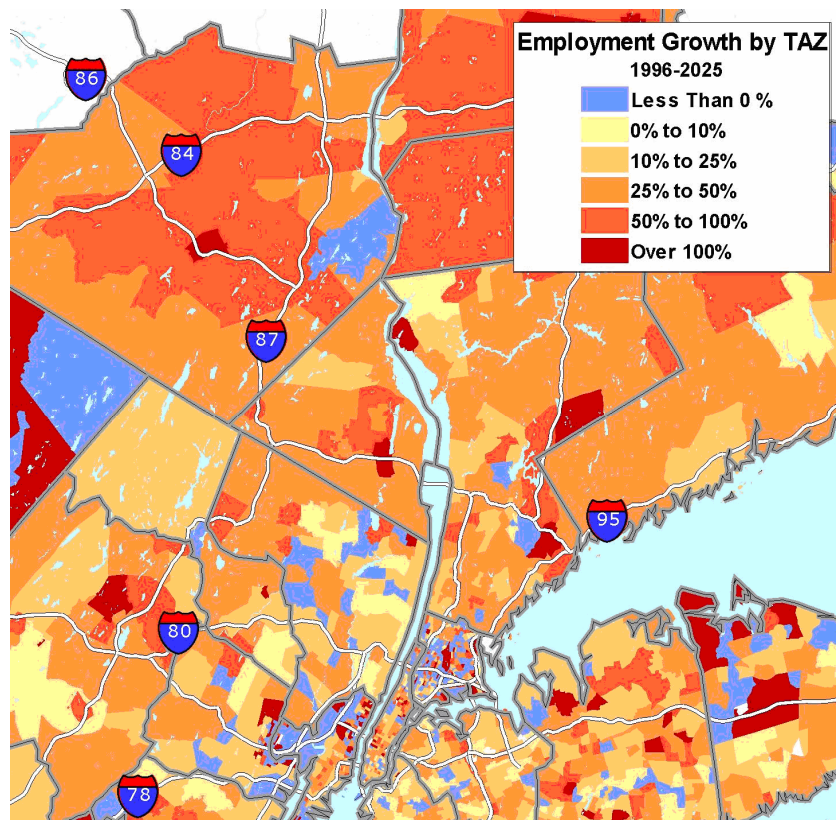 Employment Growth by TAZ
1996-2025
Less Than 0 %
0% to 10%
10% to 25%
25% to 50%
50% to 100%
Over 100%
86
84
87
95
80
78